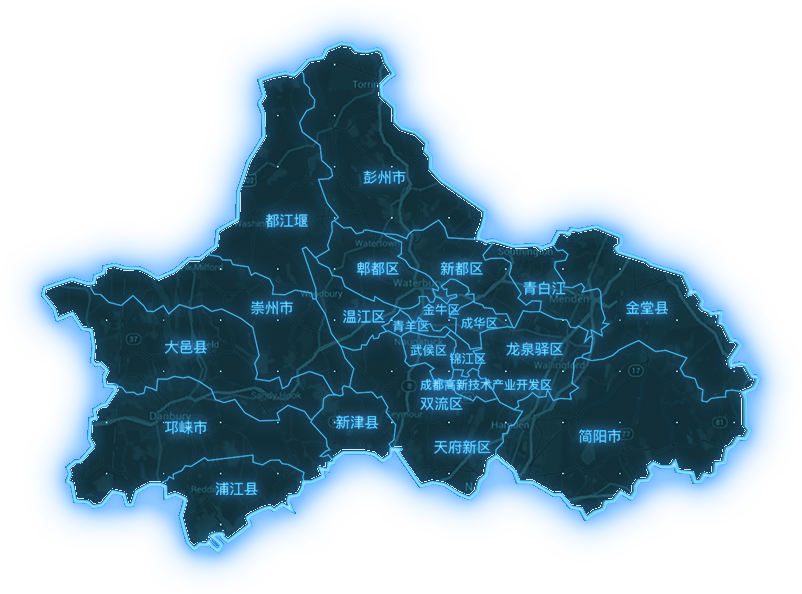 Torrin
彭州市
都江堰
Watertown
郫都区
新都区
Southington
青白江
Meriden
崇州市
温江区
金牛区
青羊区
成华区
金堂县
37
大邑县
武侯区
锦江区
龙泉驿区
Wallingford
17
成都高新技术产业开发区
8
双流区
Sandy Hook
Danbury
邛崃市
新津县
Seymour
Hamden
天府新区
简阳市
77
81
浦江县